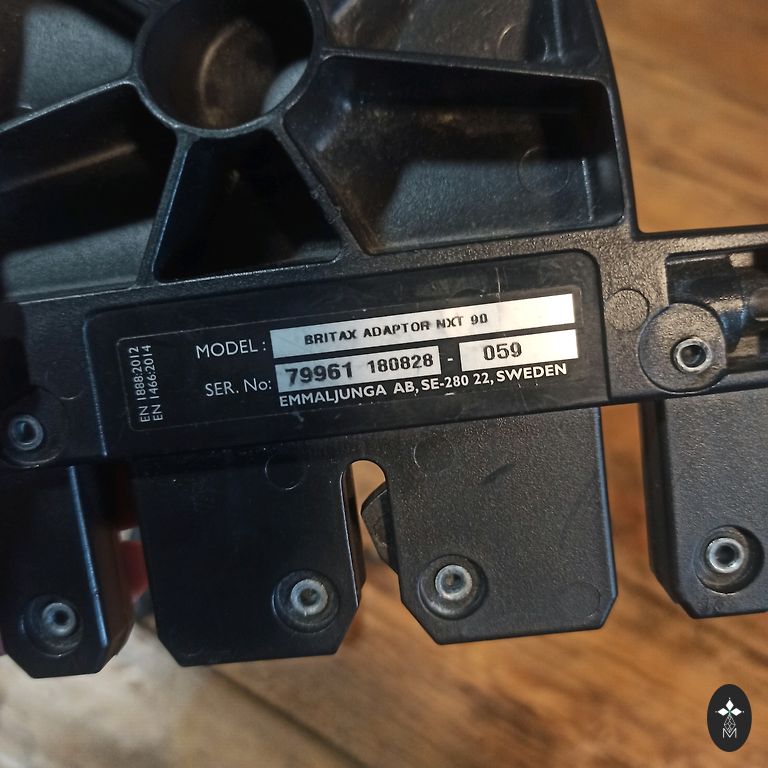 MODEL: BRITAX ADAPTOR NXT 90
SER. No: 79961 180828 - 059
EMMALJUNGA AB, SE-280 22, SWEDEN
EN 1888:2012
EN 1466:2014
M